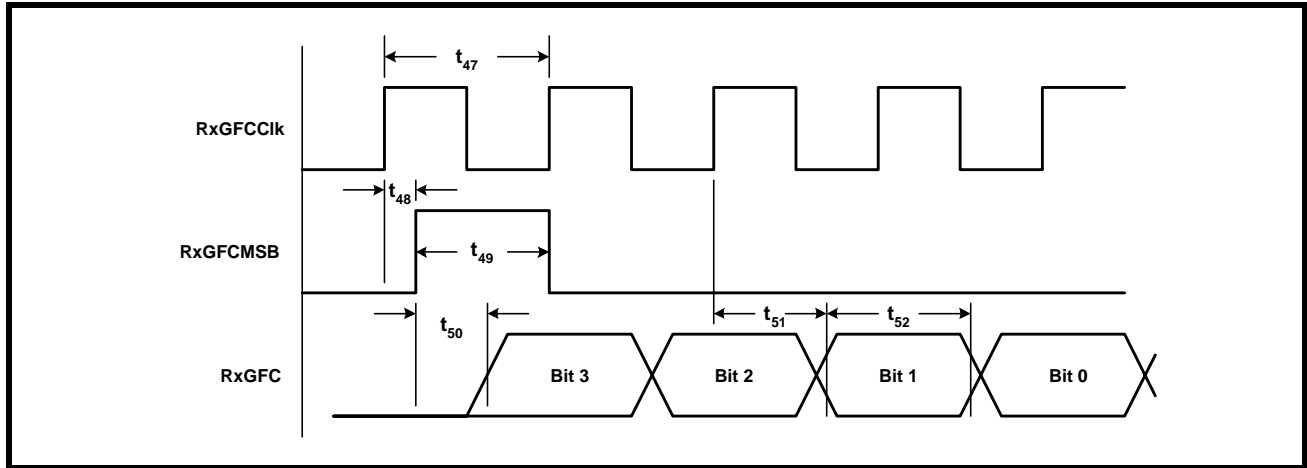 t47
RxGFCClk
t48
RxGFCMSB
t49
t50
t51
t52
RxGFC
Bit 3
Bit 2
Bit 1
Bit 0